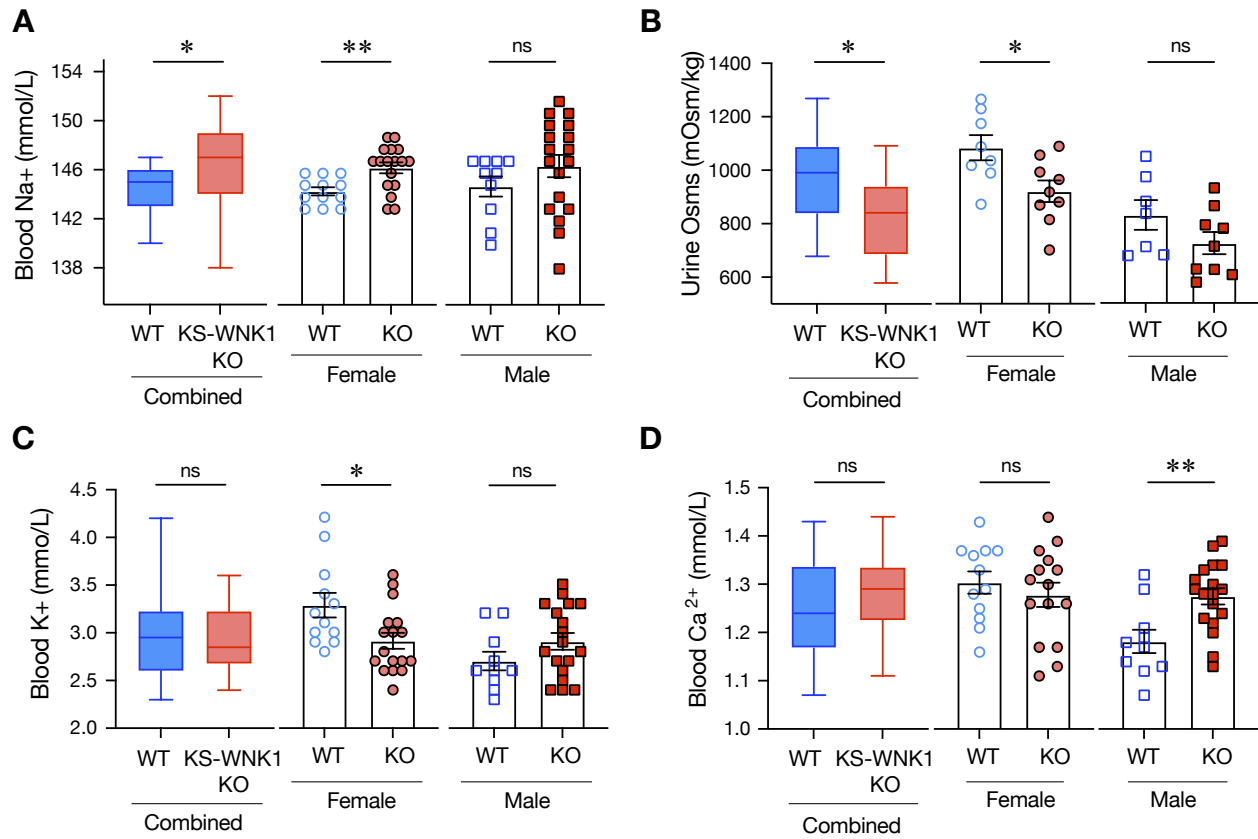 A
Blood Na+ (mmol/L)
154
150
146
142
138
*
**
ns
WT
KS-WNK1
KO
WT
KO
WT
KO
Combined
Female
Male
B
Urine Osms (mOsm/kg)
1400
1200
1000
800
600
*
*
ns
WT
KS-WNK1
KO
WT
KO
WT
KO
Combined
Female
Male
C
Blood K+ (mmo/L)
4.5
4.0
3.5
3.0
2.5
2.0
ns
*
ns
WT
KS-WNK1
KO
WT
KO
WT
KO
Combined
Female
Male
D
Blood Ca 2+ (mmol/L)
1.5
1.4
1.3
1.2
1.1
1.0
ns
ns
**
WT
KS-WNK1
KO
WT
KO
WT
KO
Combined
Female
Male